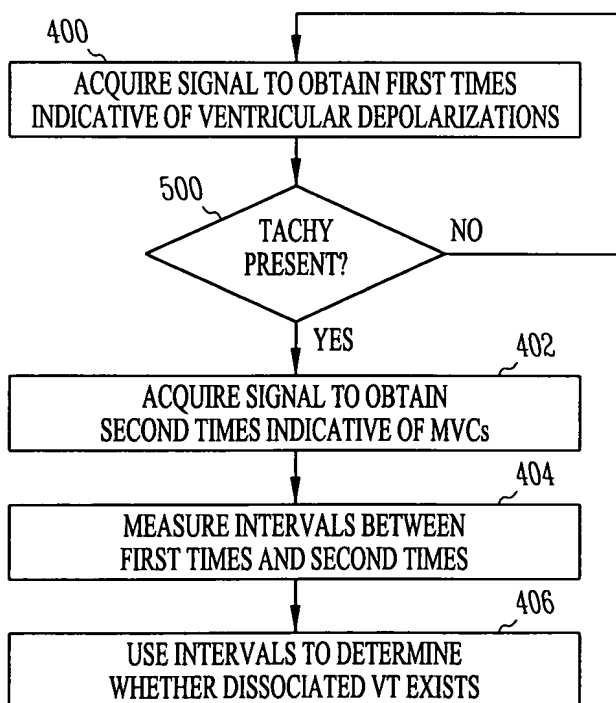 400
ACQUIRE SIGNAL TO OBTAIN FIRST TIMES
INDICATIVE OF VENTRICULAR DEPOLARIZATIONS
500
TACHY
PRESENT?
NO
YES
402
ACQUIRE SIGNAL TO OBTAIN
SECOND TIMES INDICATIVE OF MVCs
404
MEASURE INTERVALS BETWEEN
FIRST TIMES AND SECOND TIMES
406
USE INTERVALS TO DETERMINE
WHETHER DISSOCIATED VT EXISTS